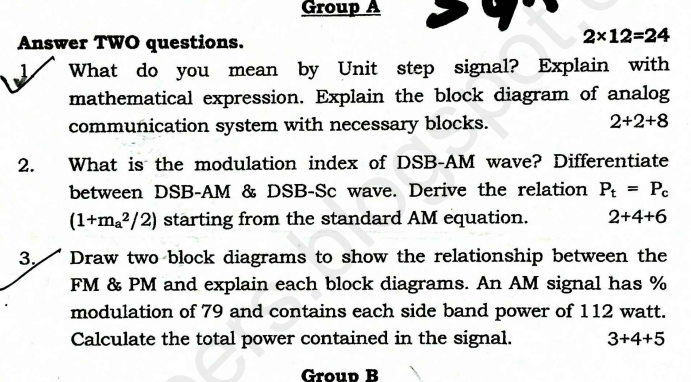 Group A
Answer TWO questions. 2×12=24
1 What do you mean by Unit step signal? Explain with
mathematical expression. Explain the block diagram of analog
communication system with necessary blocks. 2+2+8
2. What is the modulation index of DSB-AM wave? Differentiate
between DSB-AM & DSB-Sc wave. Derive the relation Pt = Pc
(1+ma²/2) starting from the standard AM equation. 2+4+6
3. Draw two block diagrams to show the relationship between the
FM & PM and explain each block diagrams. An AM signal has %
modulation of 79 and contains each side band power of 112 watt.
Calculate the total power contained in the signal. 3+4+5
Group B